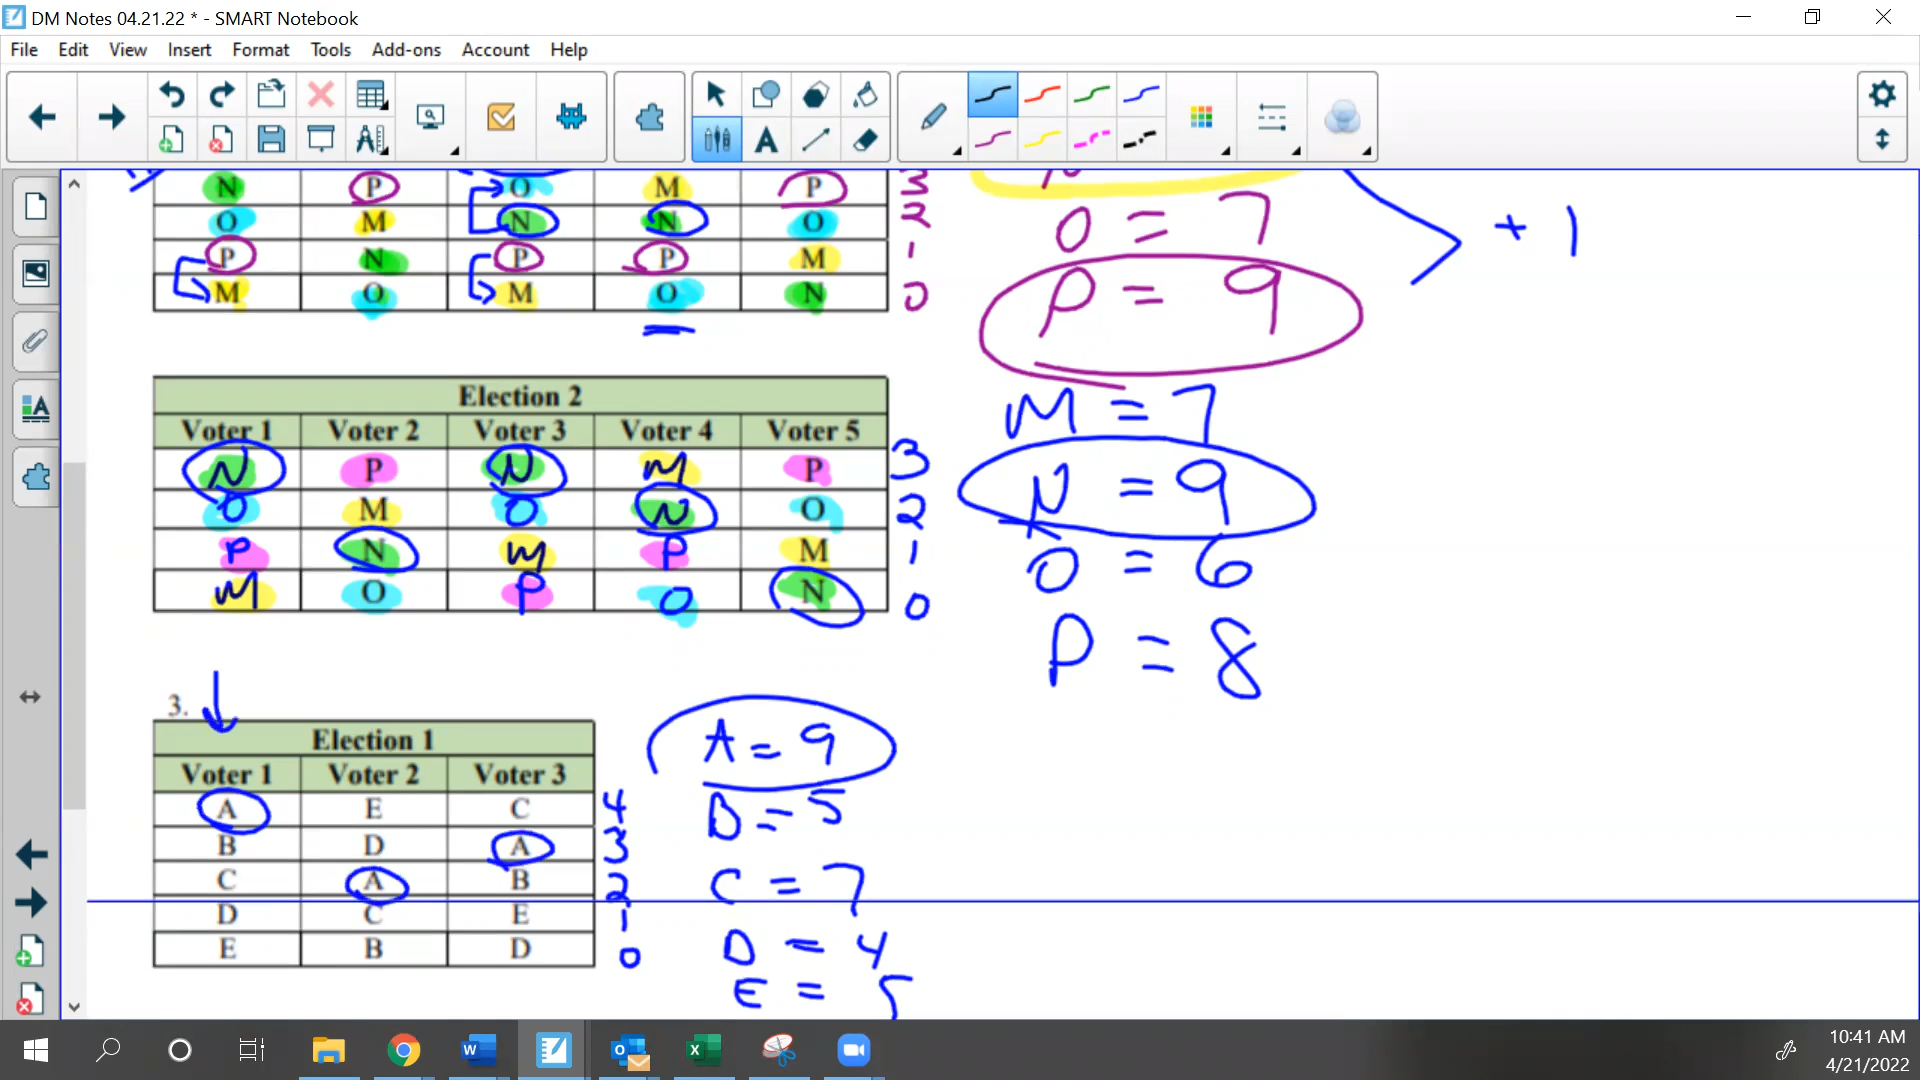 DM Notes 04.21.22 * - SMART Notebook
File Edit View Insert Format Tools Add-ons Account Help
N P O M P 3
O M N N O 2
P N P P M 1
M O M O N 0
O = 7
P = 9
+ 1
Election 2
Voter 1 Voter 2 Voter 3 Voter 4 Voter 5
N P N M P 3
O M O N O 2
P N M P M 1
M O P O N 0
M = 7
N = 9
O = 6
P = 8
3.
Election 1
Voter 1 Voter 2 Voter 3
A E C 4
B D A 3
C A B 2
D C E 1
E B D 0
A = 9
B = 5
C = 7
D = 4
E = 5
10:41 AM
4/21/2022